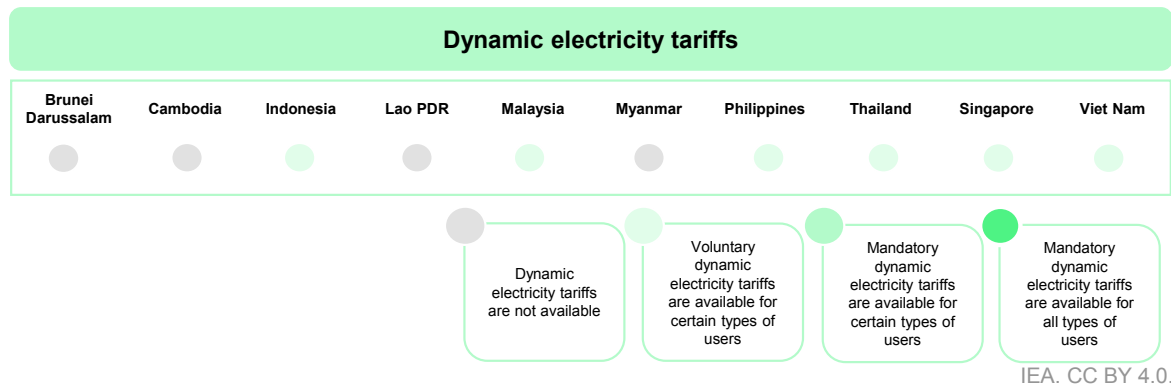 Dynamic electricity tariffs
Brunei
Darussalam
Cambodia
Indonesia
Lao PDR
Malaysia
Myanmar
Philippines
Thailand
Singapore
Viet Nam
Dynamic
electricity tariffs
are not available
Voluntary
dynamic
electricity tariffs
are available for
certain types of
users
Mandatory
dynamic
electricity tariffs
are available for
certain types of
users
Mandatory
dynamic
electricity tariffs
are available for
all types of
users
IEA. CC BY 4.0.